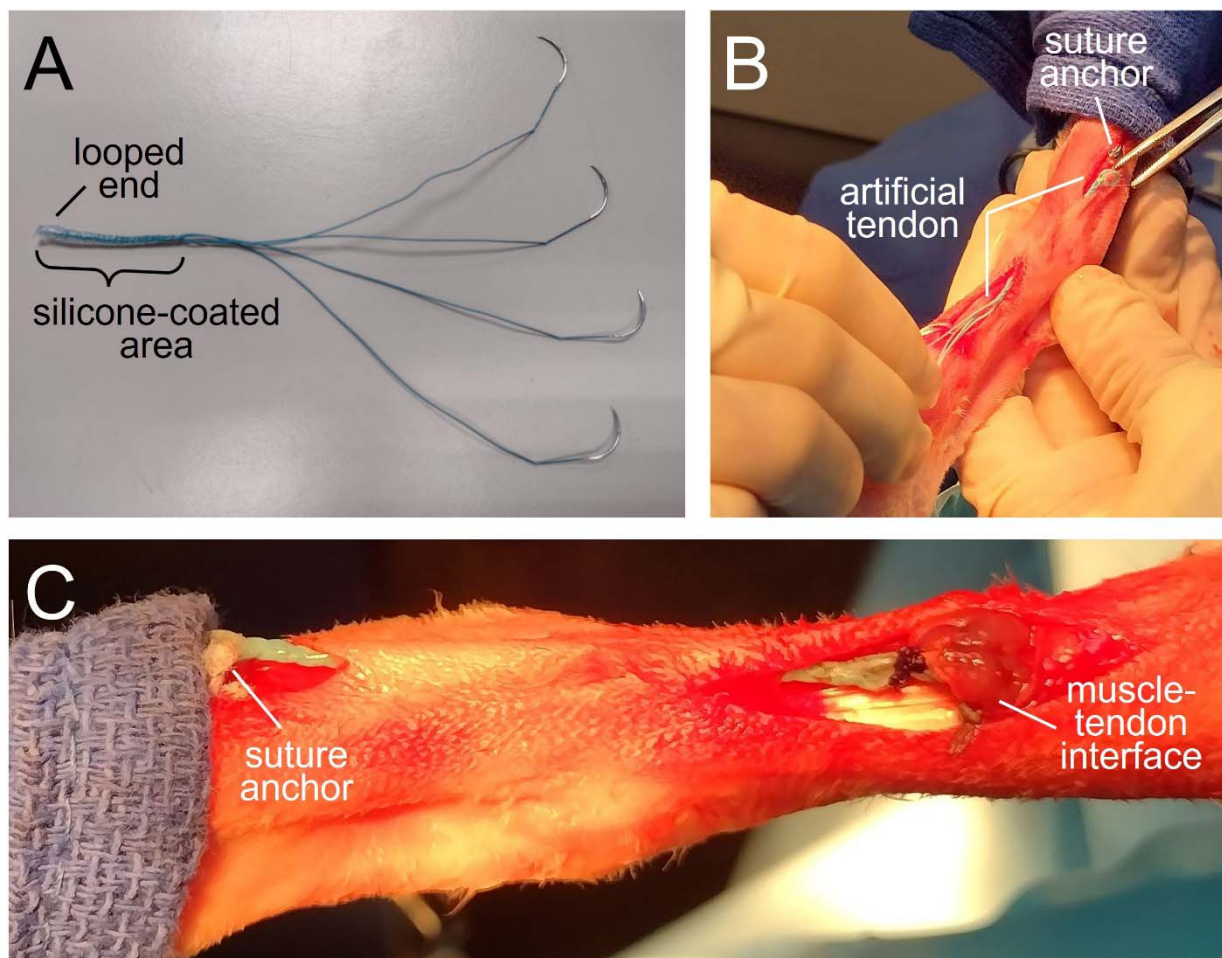 A
looped
end
silicone-coated
area
B
suture
anchor
artificial
tendon
C
suture
anchor
muscle-
tendon
interface